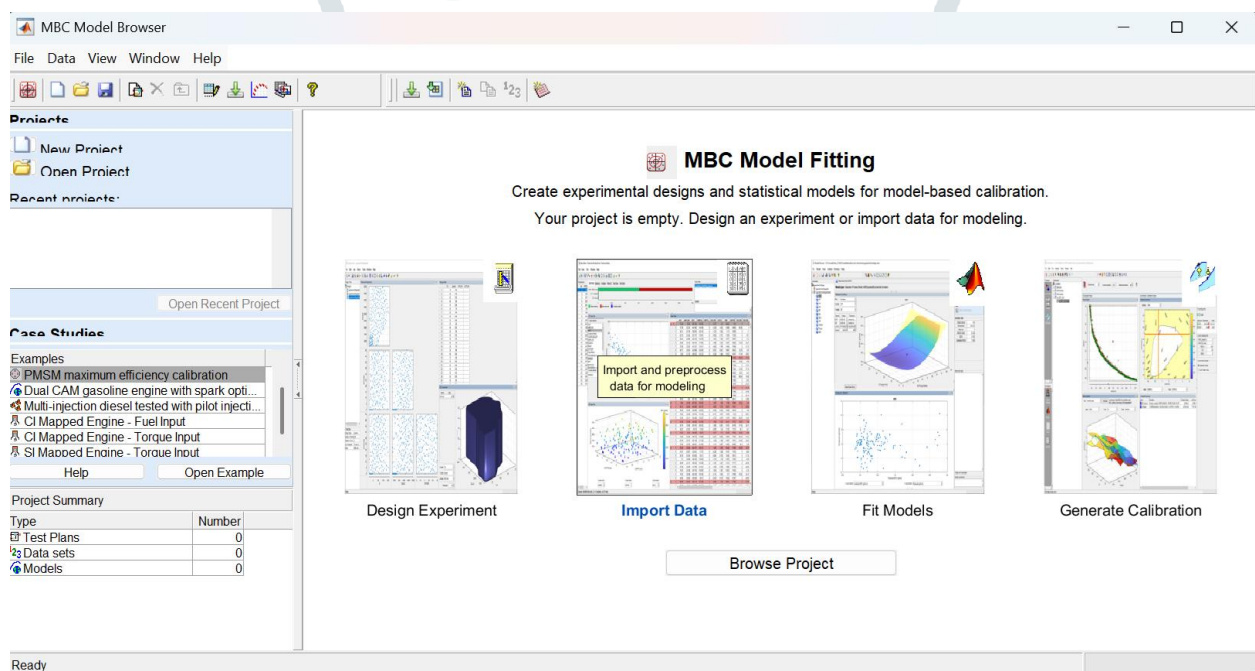 MBC Model Browser
File Data View Window Help
Projects
New Project
Open Project
Recent projects:
Open Recent Project
Case Studies
Examples
PMSM maximum efficiency calibration
Dual CAM gasoline engine with spark opti...
Multi-injection diesel tested with pilot injecti...
CI Mapped Engine - Fuel Input
CI Mapped Engine - Torque Input
SI Mapped Engine - Torque Input
Help Open Example
Project Summary
Type Number
Test Plans 0
Data sets 0
Models 0
MBC Model Fitting
Create experimental designs and statistical models for model-based calibration.
Your project is empty. Design an experiment or import data for modeling.
Import and preprocess
data for modeling
Design Experiment Import Data Fit Models Generate Calibration
Browse Project
Ready